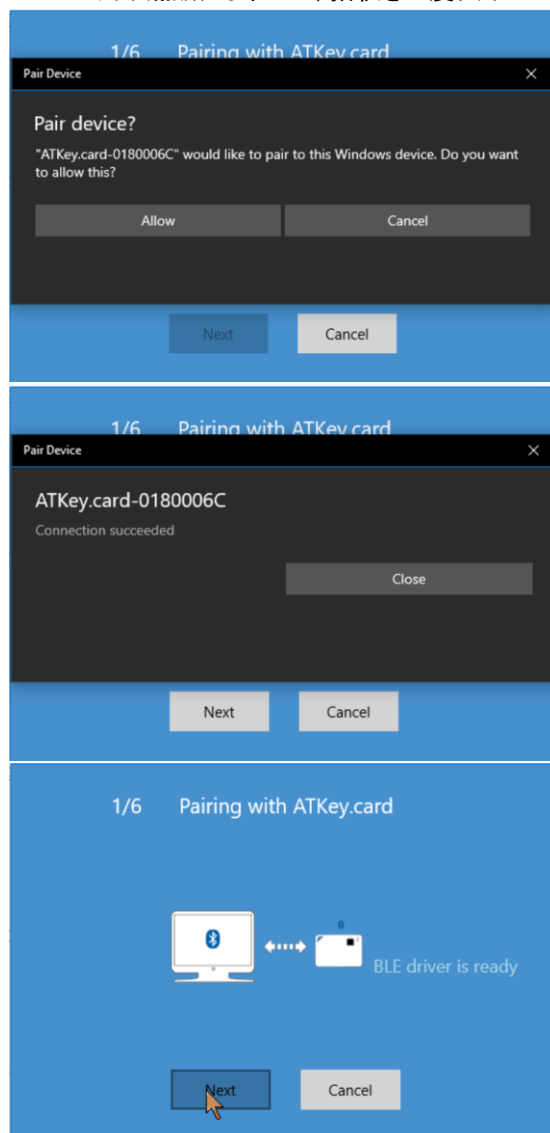 1/6 Pairing with ATKey.card
Pair Device
Pair device?
"ATKey.card-0180006C" would like to pair to this Windows device. Do you want
to allow this?
Allow Cancel
Next Cancel
1/6 Pairing with ATKey.card
Pair Device
ATKey.card-0180006C
Connection succeeded
Close
Next Cancel
1/6 Pairing with ATKey.card
BLE driver is ready
Next Cancel